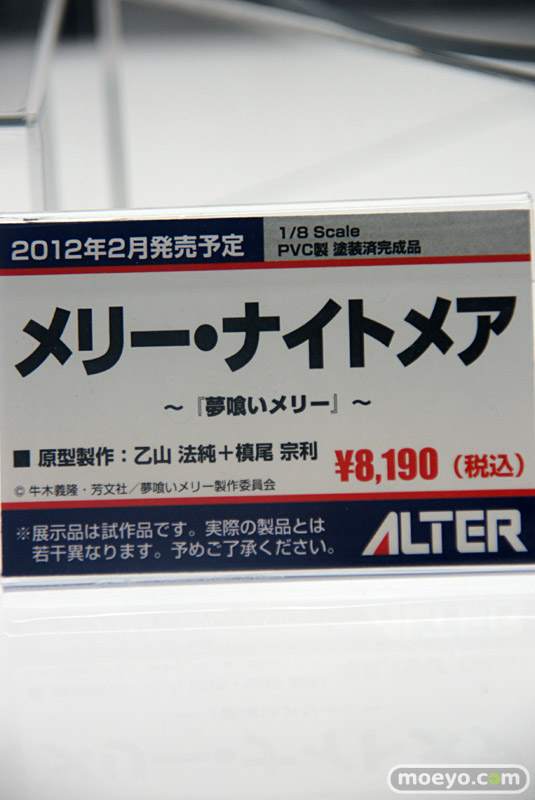 2012年2月発売予定
1/8 Scale
PVC製 塗装済完成品
メリー・ナイトメア
～『夢喰いメリー』～
■ 原型製作：乙山 法純＋槙尾 宗利
¥8,190（税込）
© 牛木義隆・芳文社／夢喰いメリー製作委員会
※展示品は試作品です。実際の製品とは
若干異なります。予めご了承ください。
ALTER
moeyo.com